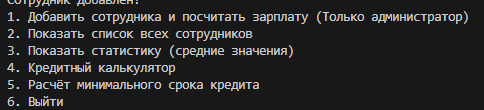 Сотрудник добавлен!
1. Добавить сотрудника и посчитать зарплату (Только администратор)
2. Показать список всех сотрудников
3. Показать статистику (средние значения)
4. Кредитный калькулятор
5. Расчёт минимального срока кредита
6. Выйти